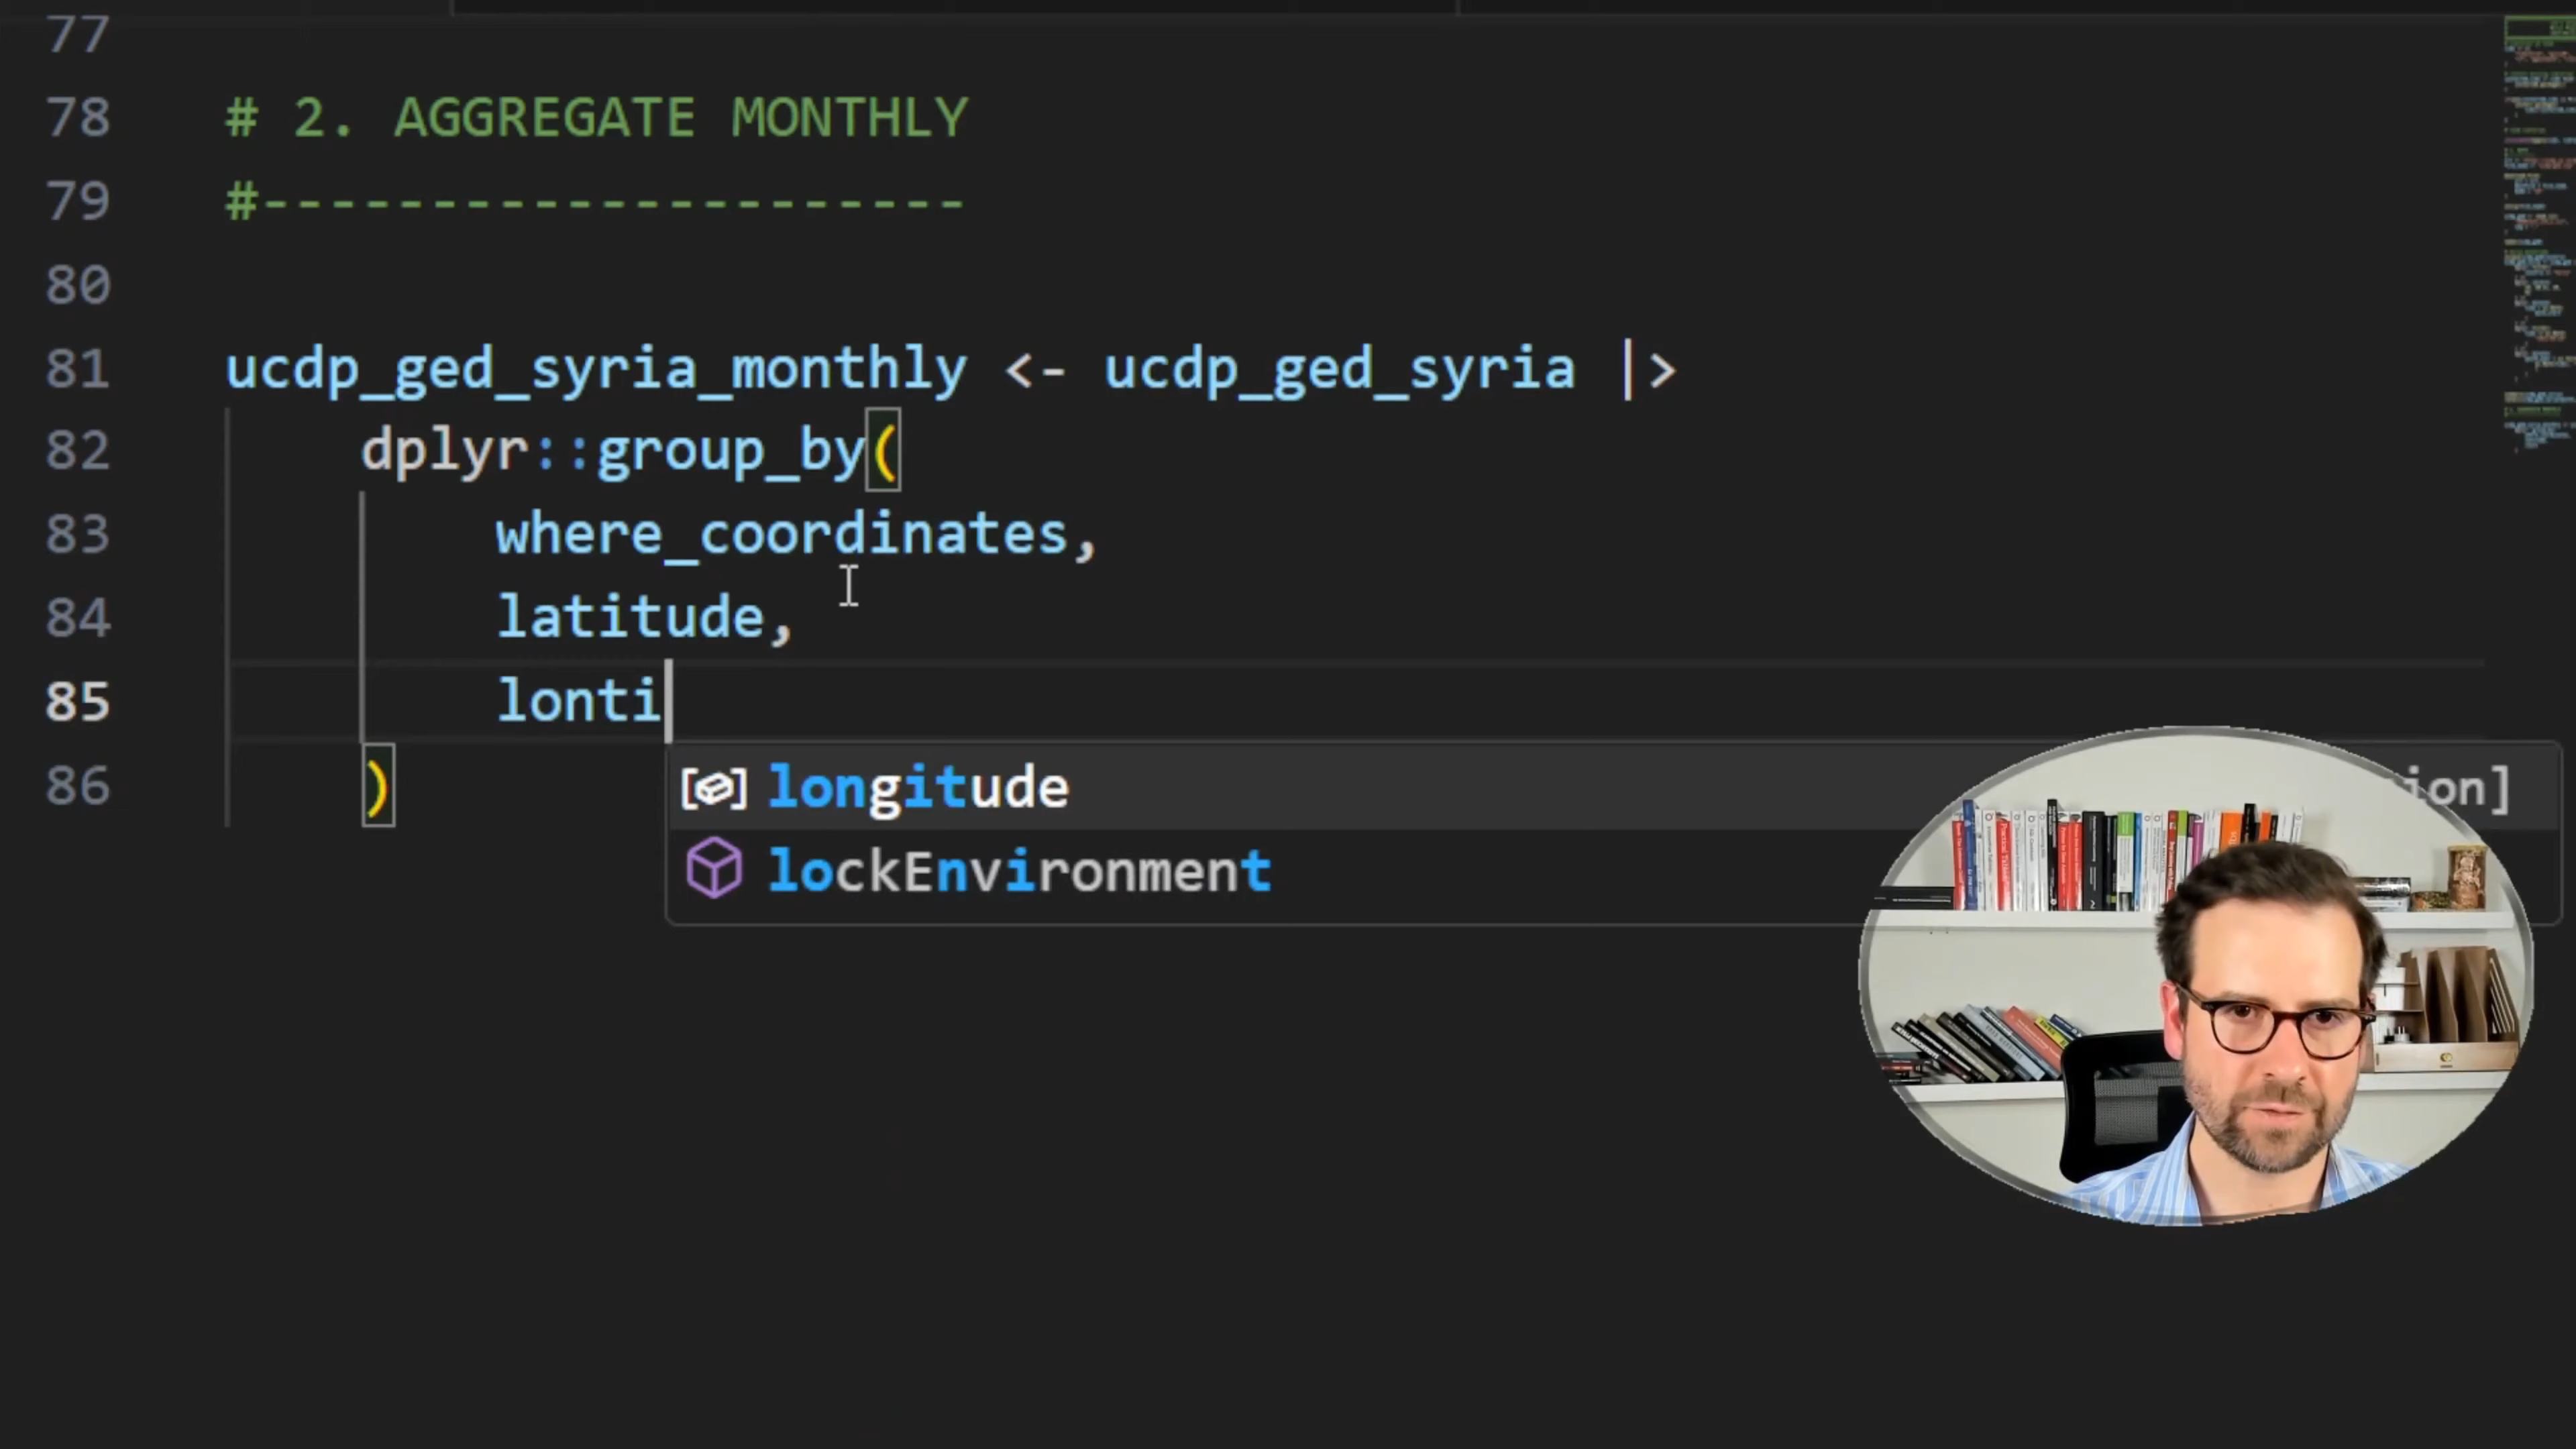 77
78 # 2. AGGREGATE MONTHLY
79 #---------------------
80
81 ucdp_ged_syria_monthly <- ucdp_ged_syria |>
82 dplyr::group_by(
83 where_coordinates,
84 latitude,
85 lonti
86 )
longitude
ion]
lockEnvironment